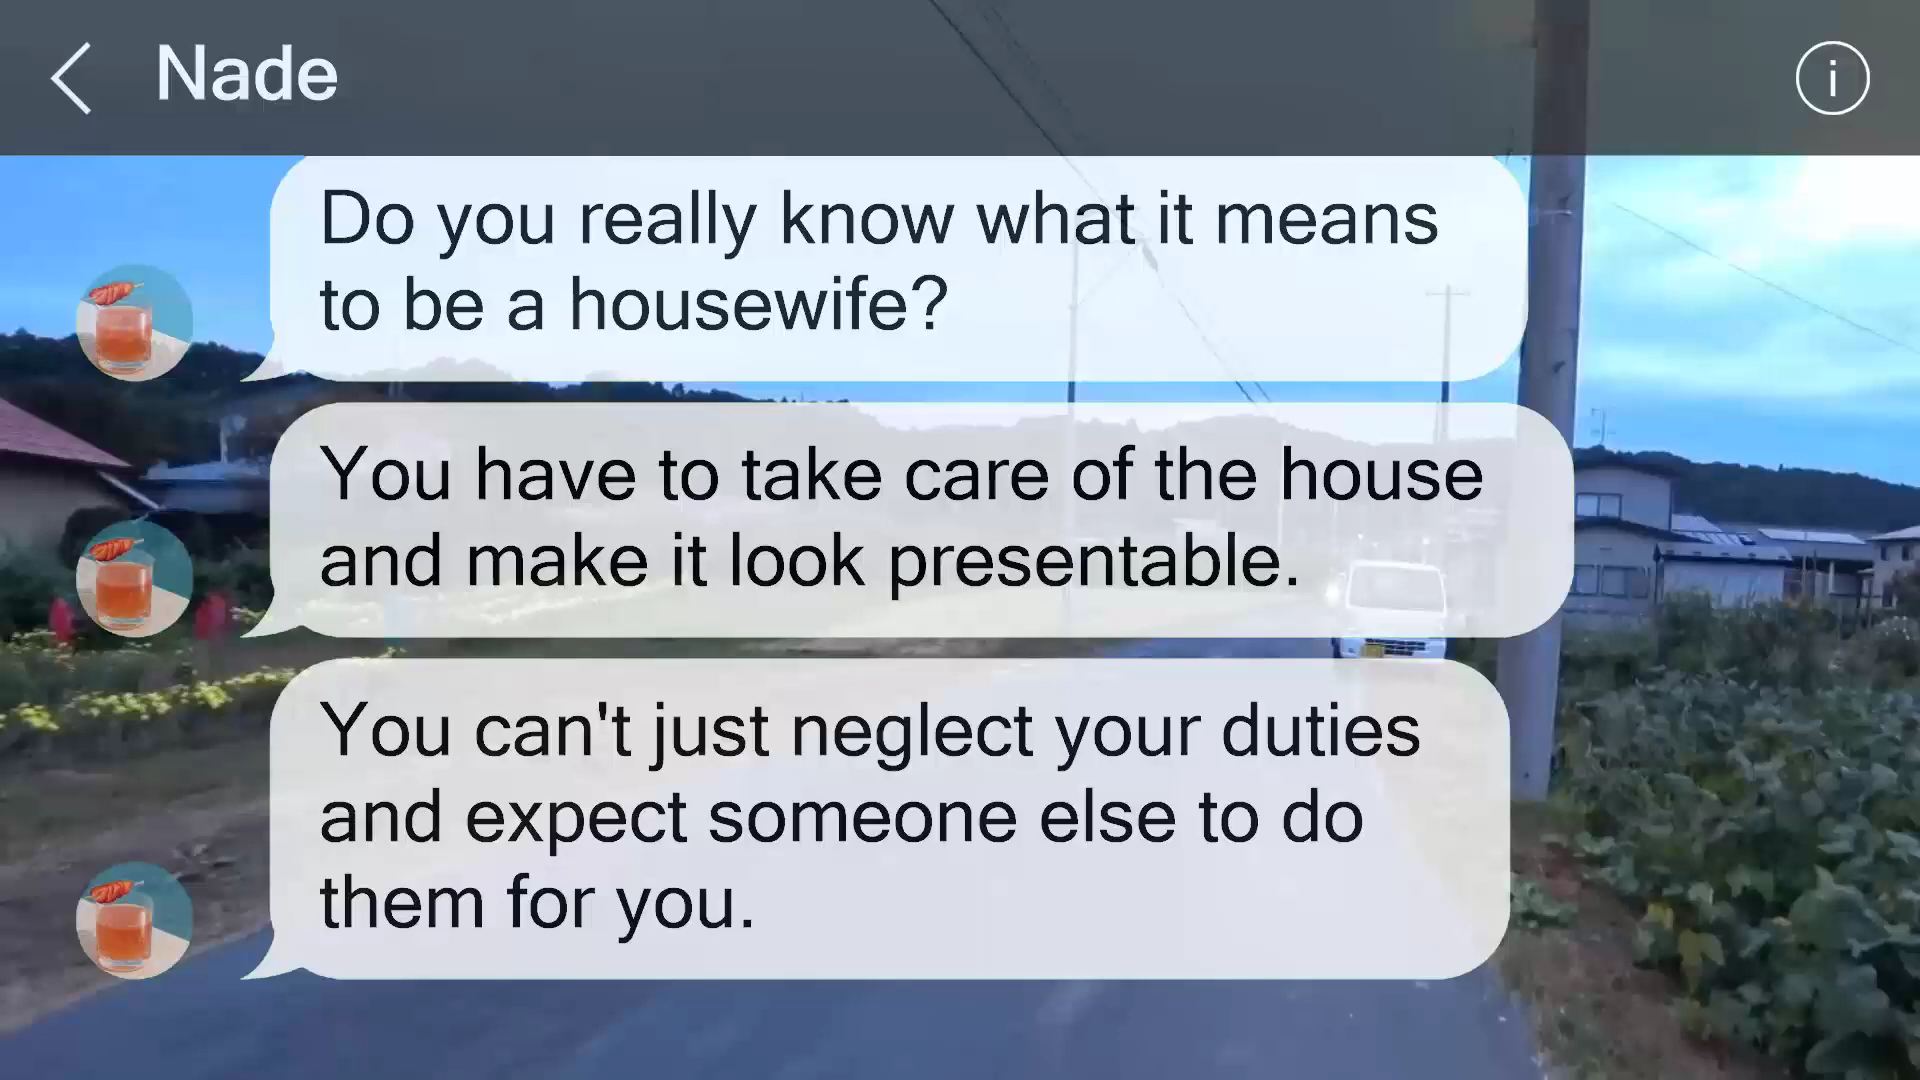 Nade
Do you really know what it means
to be a housewife?
You have to take care of the house
and make it look presentable.
You can't just neglect your duties
and expect someone else to do
them for you.